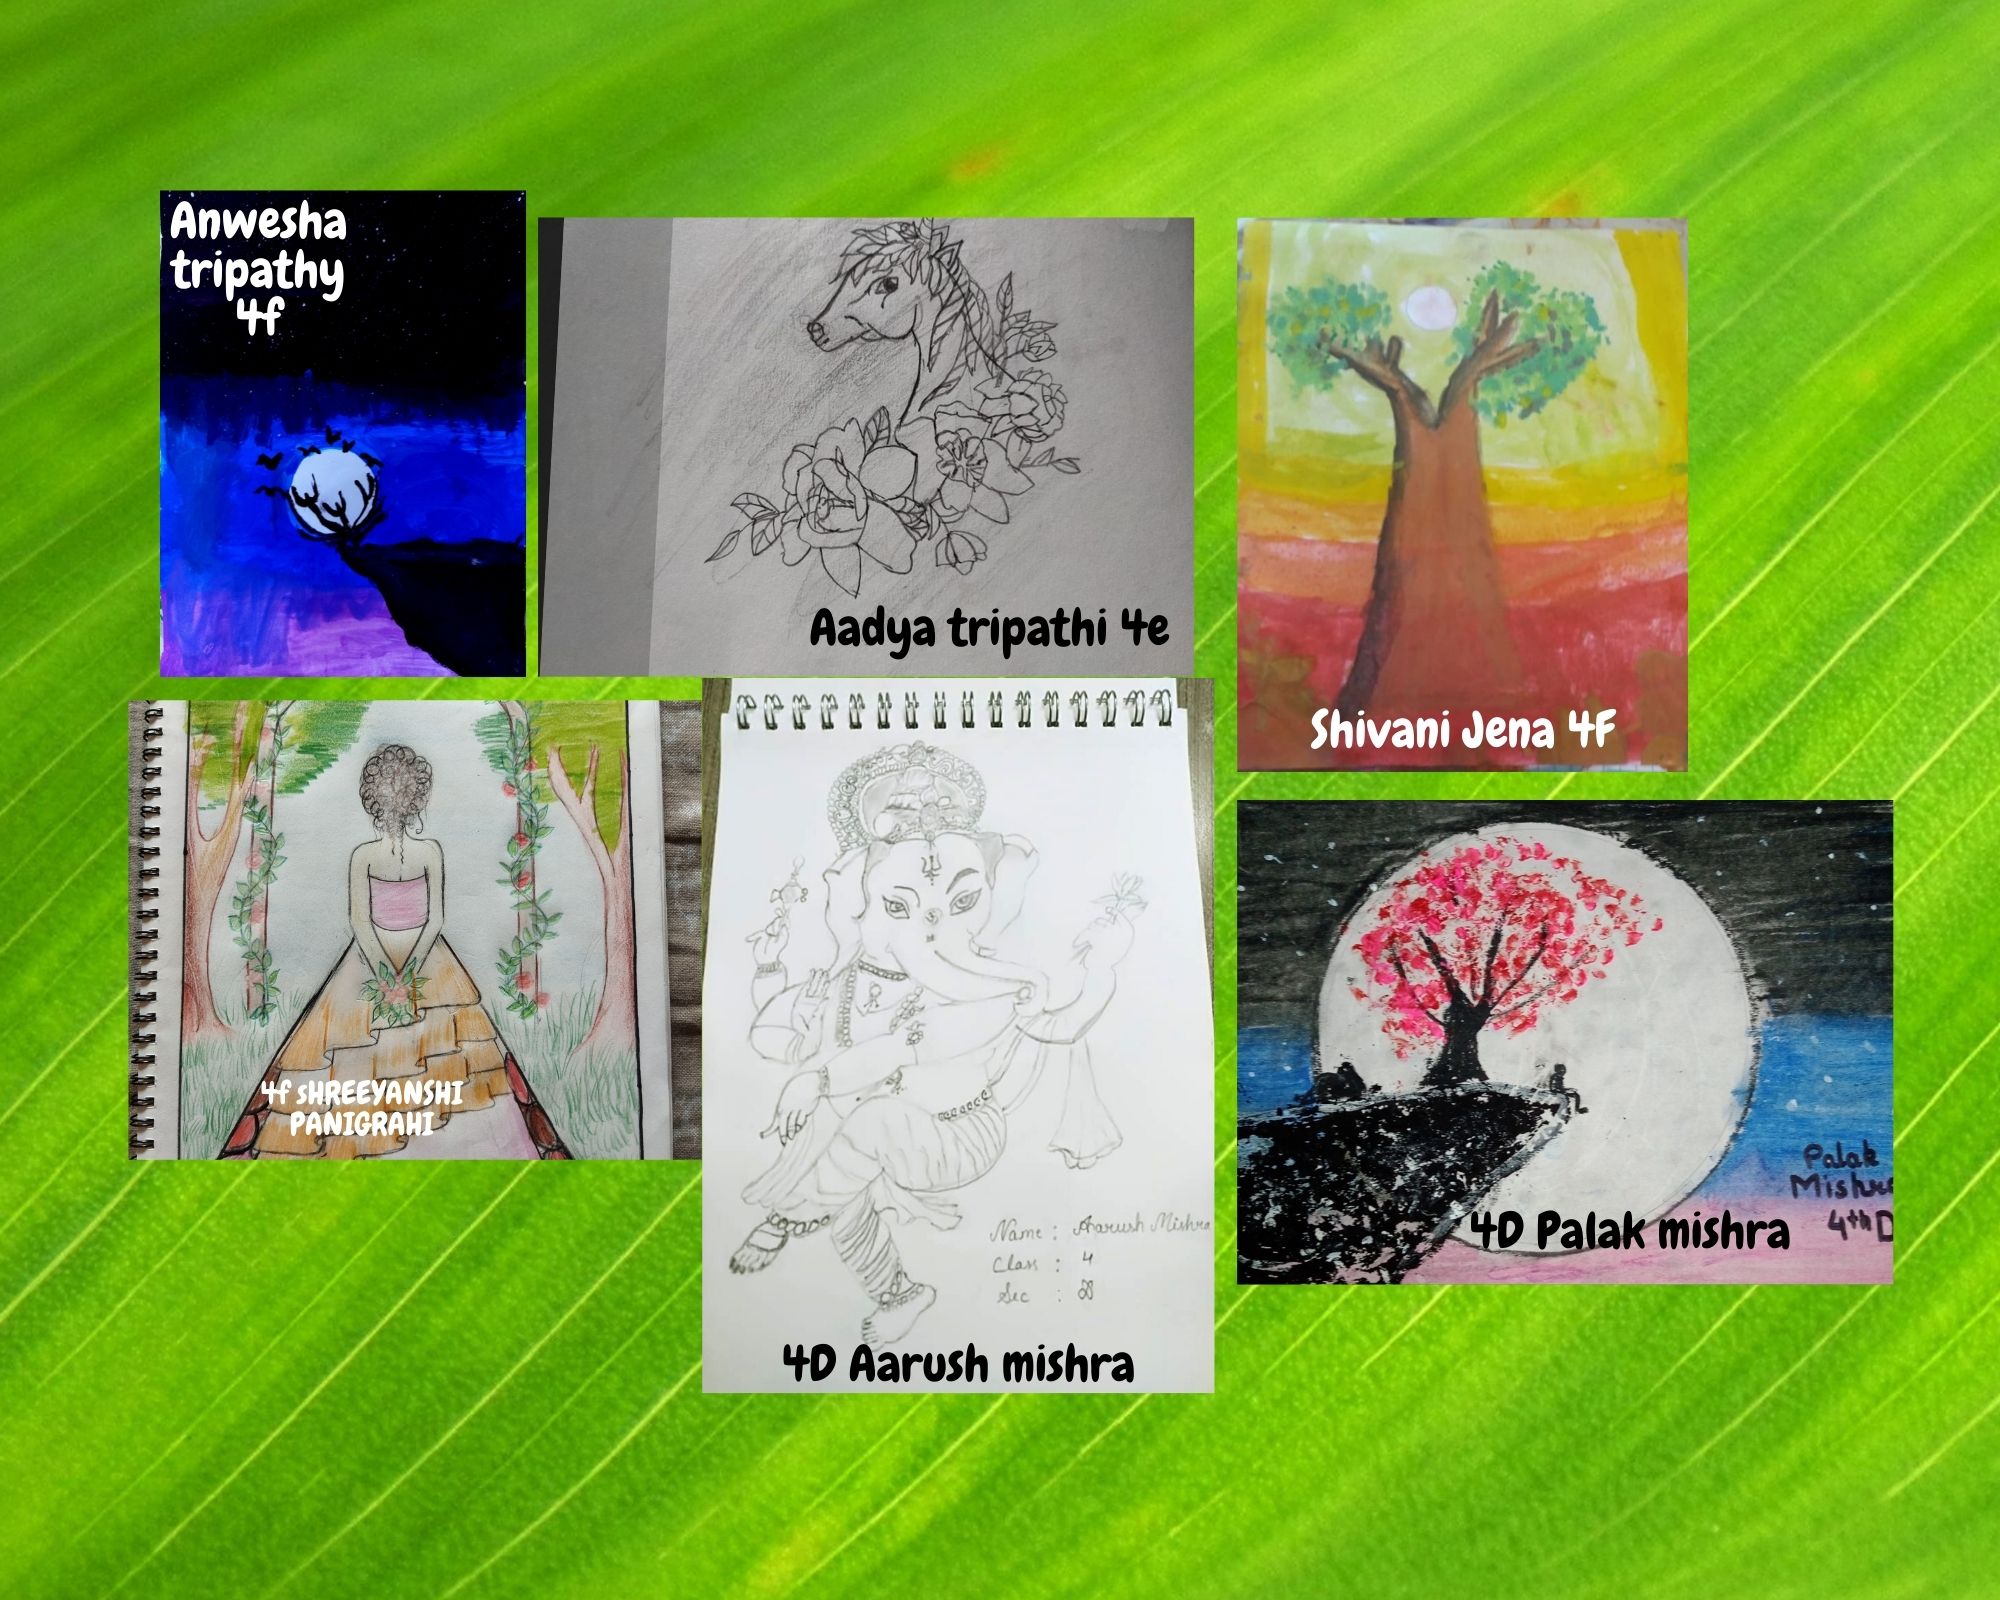 Anwesha
tripathy
4f
Aadya tripathi 4e
Shivani Jena 4F
4f sHREEYANSHI
PANIGRAHI
Name : Aarush Mishra
Class : 4
Sec : D
4D Aarush mishra
Palak
Mishra
4th D
4D Palak mishra